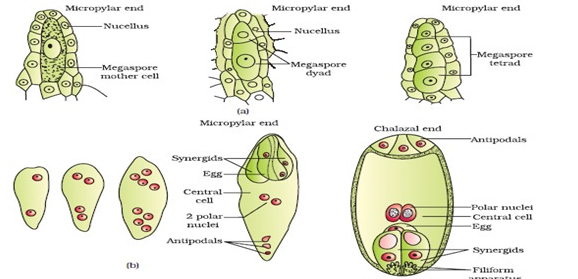 Micropylar end
Micropylar end
Micropylar end
Nucellus
Megaspore
mother cell
Nucellus
Megaspore
dyad
Megaspore
tetrad
(a)
Micropylar end
Synergids
Egg
Central
cell
2 polar
nuclei
Antipodals
(b)
Chalazal end
Antipodals
Polar nuclei
Central cell
Egg
Synergids
Filiform
apparatus